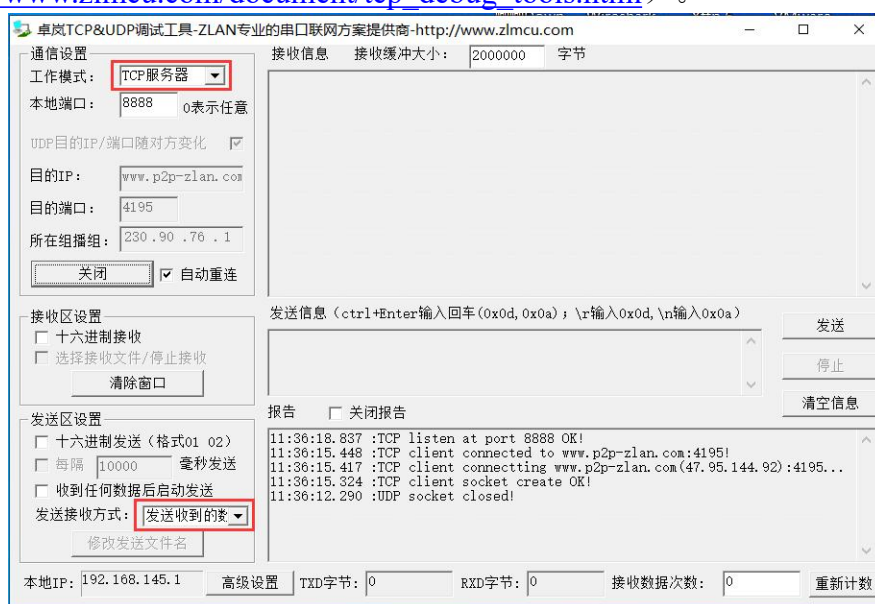 www.zlmcu.com/document/tcp_debug_tools.html）。
卓岚TCP&UDP调试工具-ZLAN专业的串口联网方案提供商-http://www.zlmcu.com
通信设置
工作模式： TCP服务器
本地端口： 8888 0表示任意
UDP目的IP/端口随对方变化
目的IP： www.p2p-zlan.com
目的端口： 4195
所在组播组： 230 .90 .76 .1
关闭 自动重连
接收信息 接收缓冲大小： 2000000 字节
接收区设置
十六进制接收
选择接收文件/停止接收
清除窗口
发送信息（ctrl+Enter输入回车(0x0d,0x0a)；\r输入0x0d,\n输入0x0a）
发送
停止
清空信息
发送区设置
十六进制发送（格式01 02）
每隔 10000 毫秒发送
收到任何数据后启动发送
发送接收方式： 发送收到的
修改发送文件名
报告 关闭报告
11:36:18.837 :TCP listen at port 8888 OK!
11:36:15.448 :TCP client connected to www.p2p-zlan.com:4195!
11:36:15.417 :TCP client connectting www.p2p-zlan.com(47.95.144.92):4195...
11:36:15.324 :TCP client socket create OK!
11:36:12.290 :UDP socket closed!
本地IP: 192.168.145.1 高级设置 TXD字节: 0 RXD字节: 0 接收数据次数: 0 重新计数